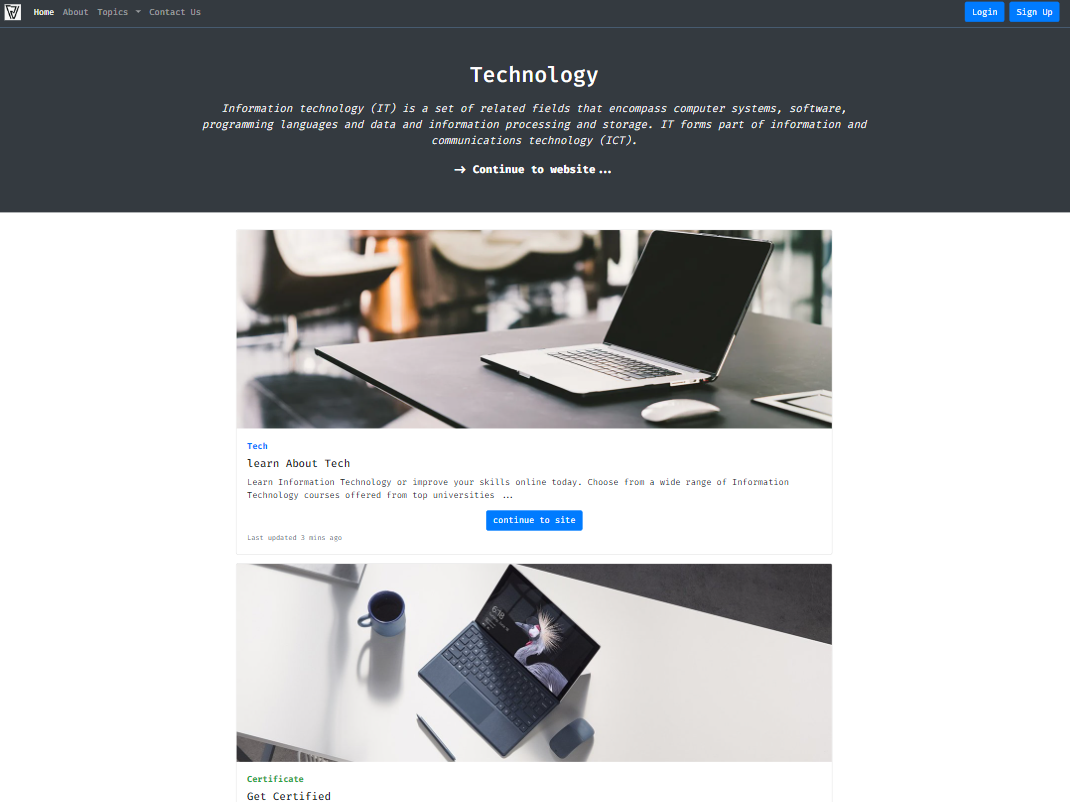 Home About Topics Contact Us Login Sign Up
Technology
Information technology (IT) is a set of related fields that encompass computer systems, software,
programming languages and data and information processing and storage. IT forms part of information and
communications technology (ICT).
→ Continue to website...
Tech
learn About Tech
Learn Information Technology or improve your skills online today. Choose from a wide range of Information
Technology courses offered from top universities ...
continue to site
Last updated 3 mins ago
Certificate
Get Certified